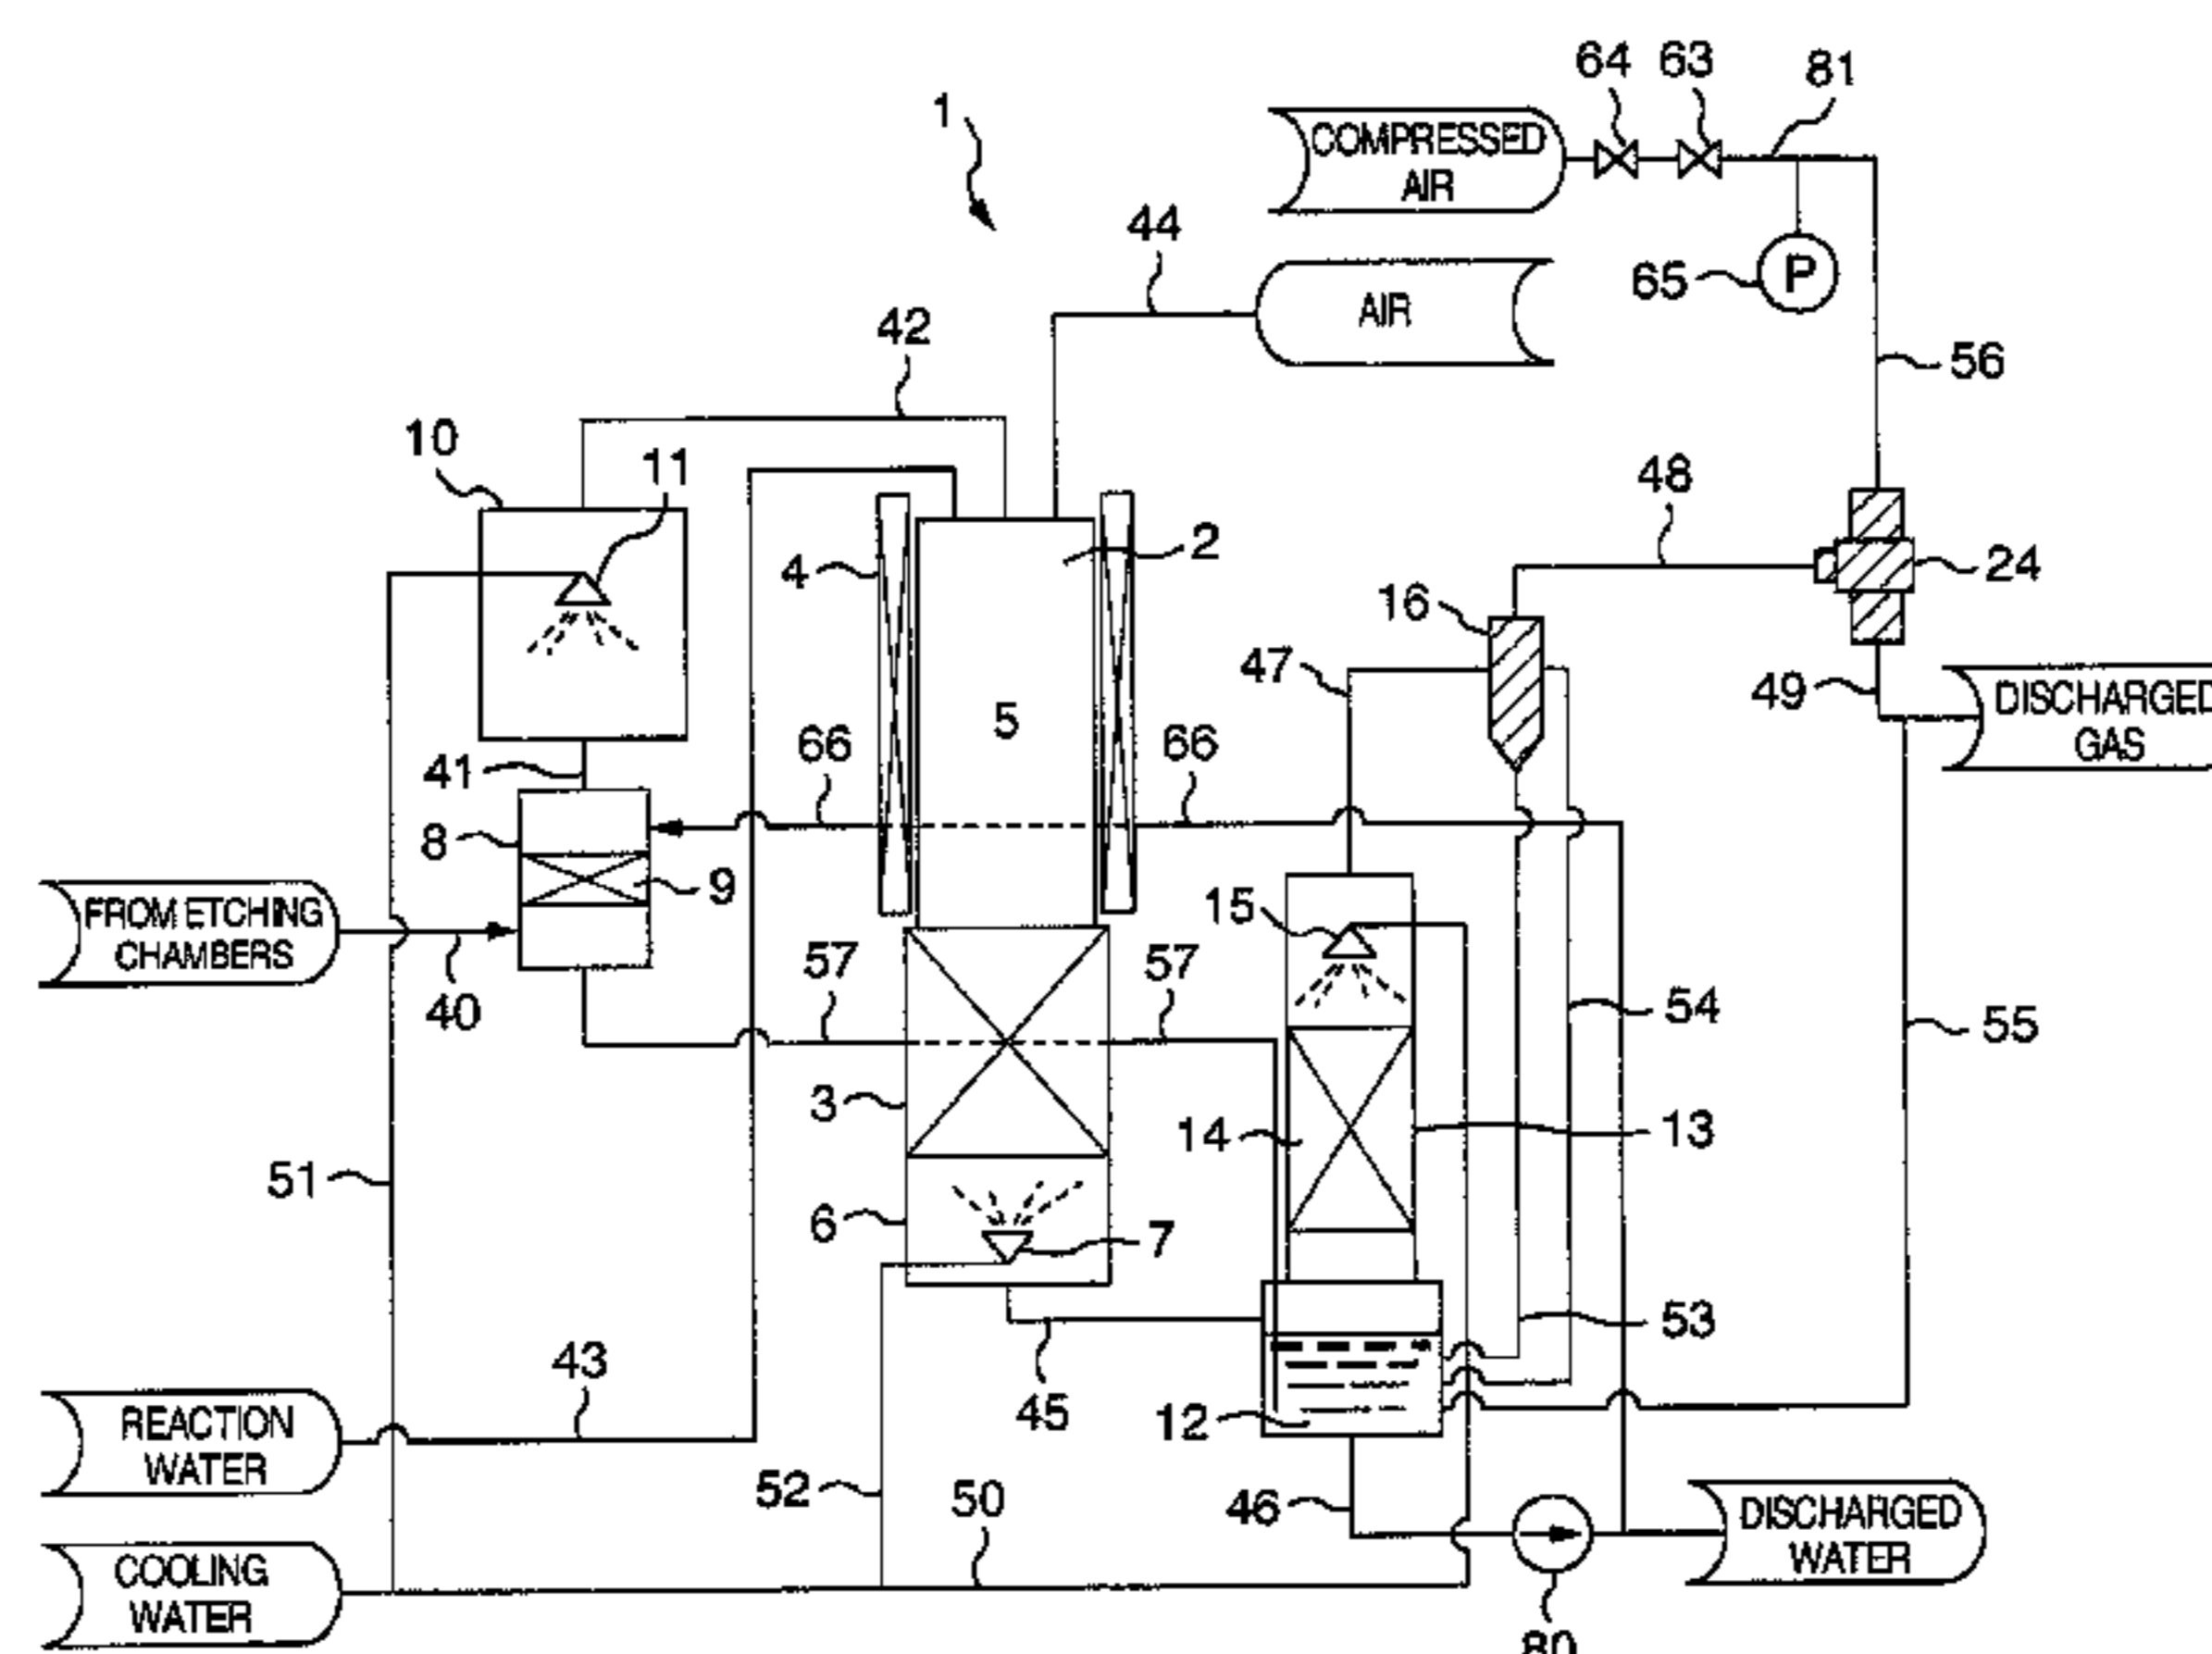 64 63 81
1
COMPRESSED
AIR
44
65 P
AIR
42
56
10
11
48
4
2
24
16
47
5
49
DISCHARGED
GAS
66
66
41
8
9
15
FROM ETCHING
CHAMBERS
57
57
40
54
55
3
14
13
51
6
7
53
43
45
12
REACTION
WATER
52
50
46
DISCHARGED
WATER
COOLING
WATER
80